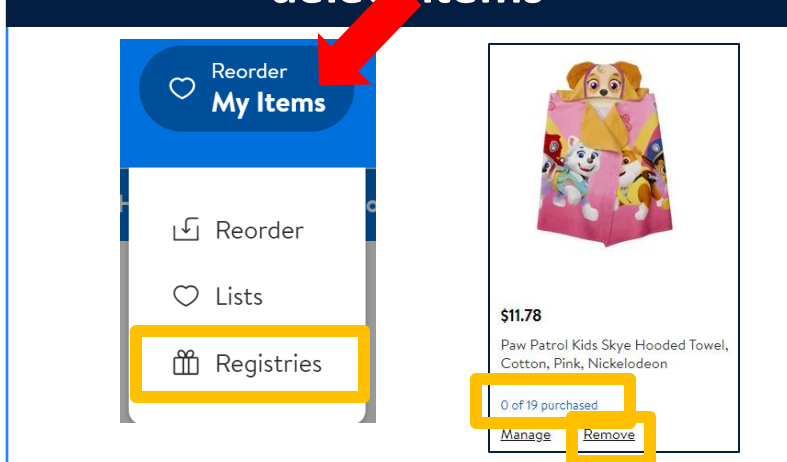 items
Reorder
My Items
Reorder
Lists
Registries
$11.78
Paw Patrol Kids Skye Hooded Towel,
Cotton, Pink, Nickelodeon
0 of 19 purchased
Manage Remove